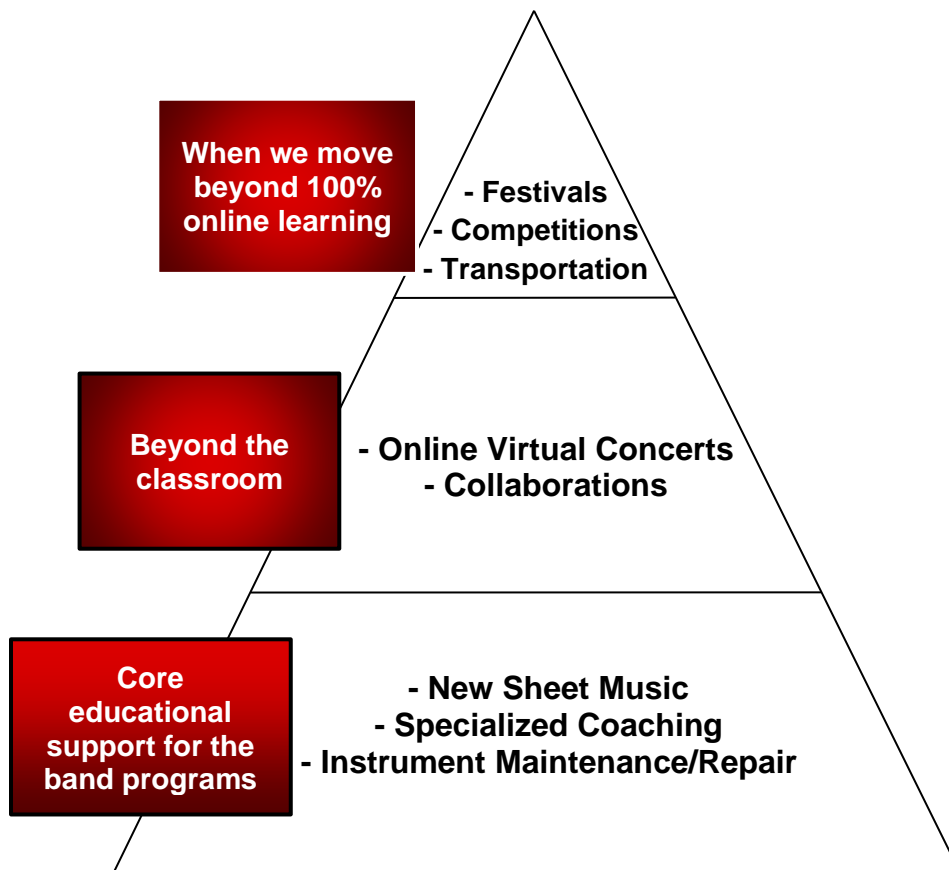 When we move
beyond 100%
online learning
- Festivals
- Competitions
- Transportation
Beyond the
classroom
- Online Virtual Concerts
- Collaborations
Core
educational
support for the
band programs
- New Sheet Music
- Specialized Coaching
- Instrument Maintenance/Repair